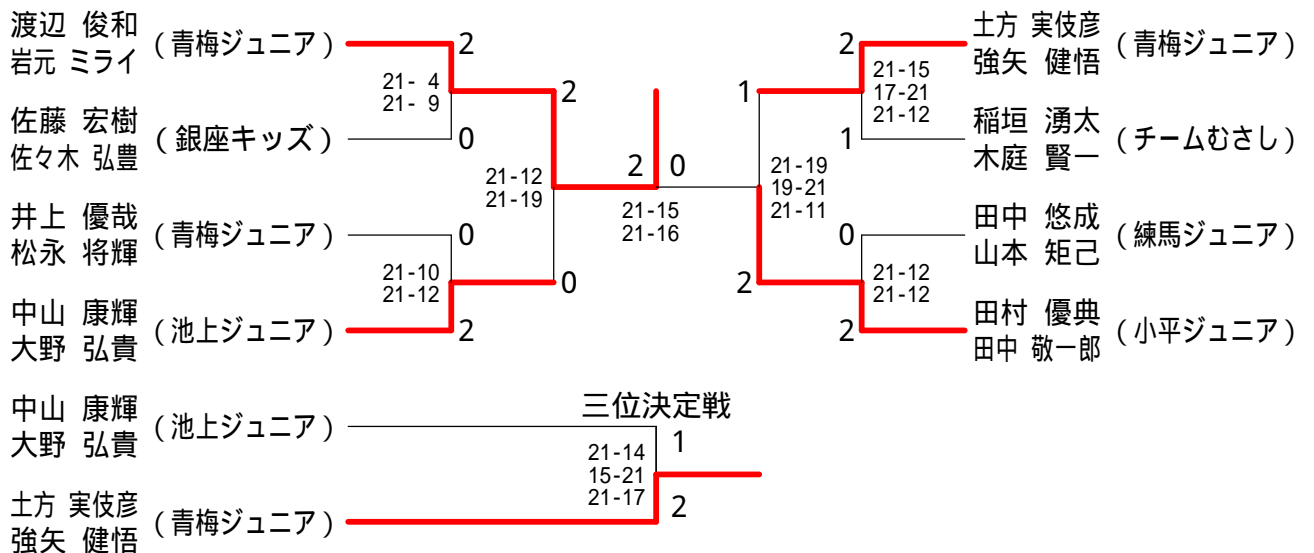 渡辺 俊和
岩元 ミライ
(青梅ジュニア)
2
21- 4
21- 9
佐藤 宏樹
佐々木 弘豊
(銀座キッズ)
0
2
21-12
21-19
井上 優哉
松永 将輝
(青梅ジュニア)
0
21-10
21-12
0
中山 康輝
大野 弘貴
(池上ジュニア)
2
2 0
21-15
21-16
土方 実伎彦
強矢 健悟
(青梅ジュニア)
2
21-15
17-21
21-12
1
稲垣 湧太
木庭 賢一
(チームむさし)
1
21-19
19-21
21-11
田中 悠成
山本 矩己
(練馬ジュニア)
0
21-12
21-12
2
田村 優典
田中 敬一郎
(小平ジュニア)
2
三位決定戦
中山 康輝
大野 弘貴
(池上ジュニア)
1
21-14
15-21
21-17
土方 実伎彦
強矢 健悟
(青梅ジュニア)
2